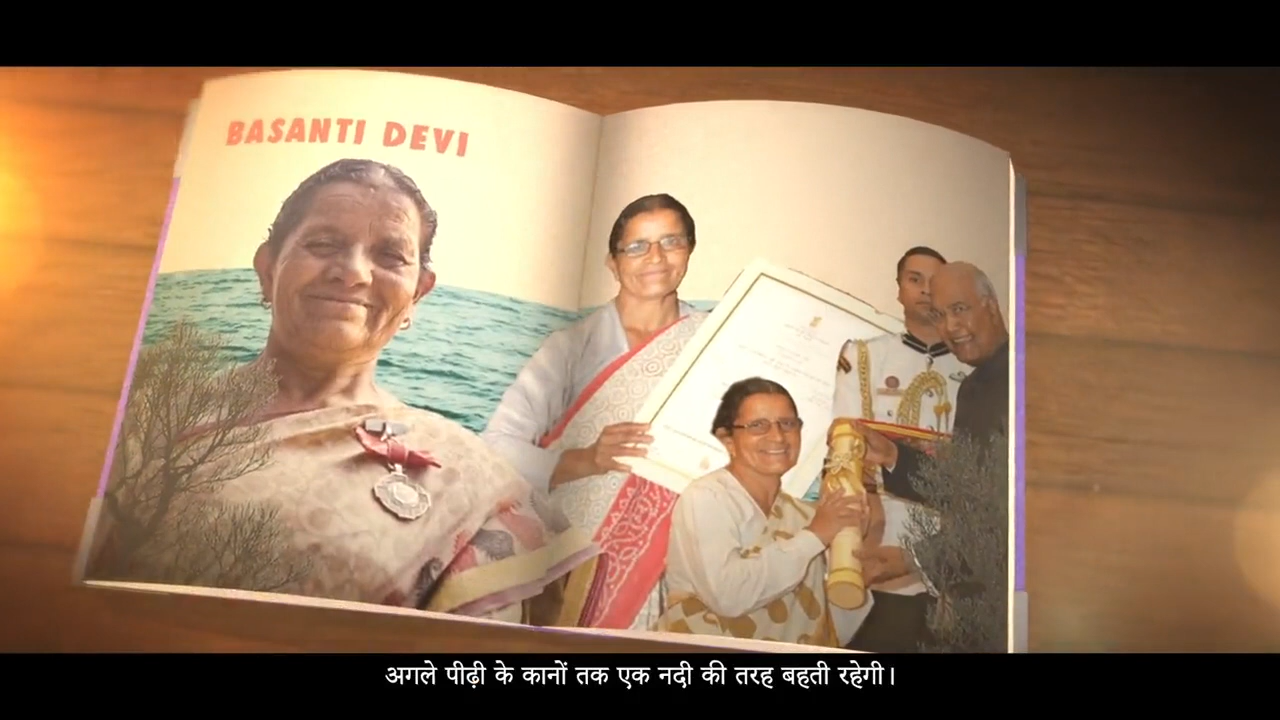 BASANTI DEVI
अगले पीढ़ी के कानों तक एक नदी की तरह बहती रहेगी।